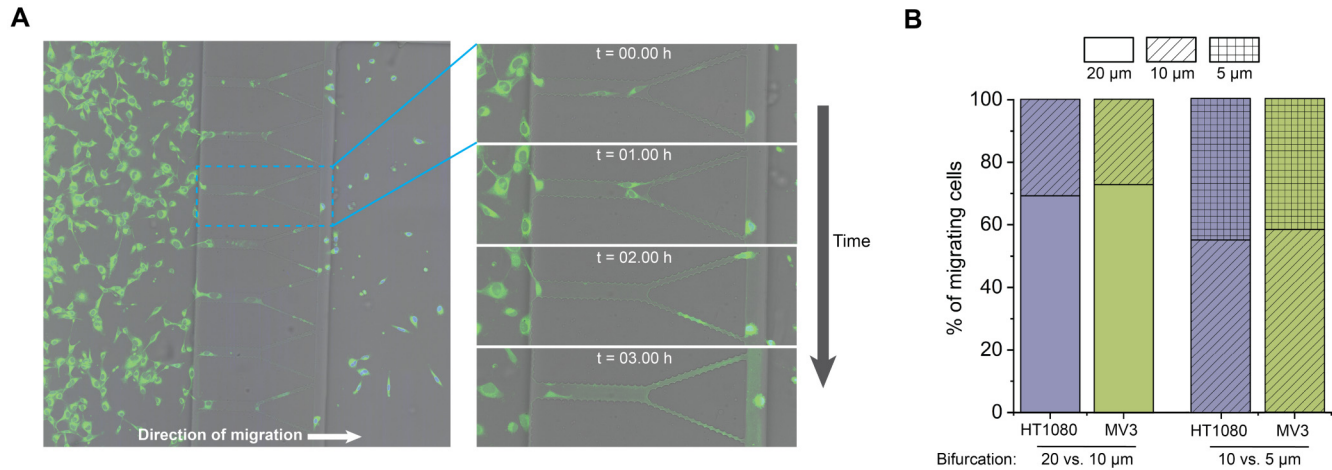 A
t = 00.00 h
t = 01.00 h
t = 02.00 h
t = 03.00 h
Direction of migration
Time
B
20 µm 10 µm 5 µm
% of migrating cells
100
80
60
40
20
0
HT1080 MV3 HT1080 MV3
Bifurcation: 20 vs. 10 µm 10 vs. 5 µm